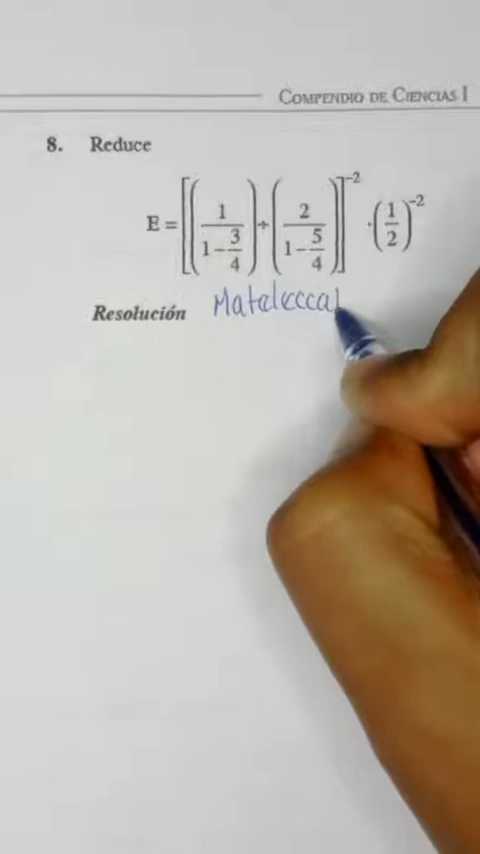 COMPENDIO DE CIENCIAS I
8. Reduce
E = [(1/(1-3/4)) ÷ (2/(1-5/4))]^-2 · (1/2)^-2
Resolución Mateleccal